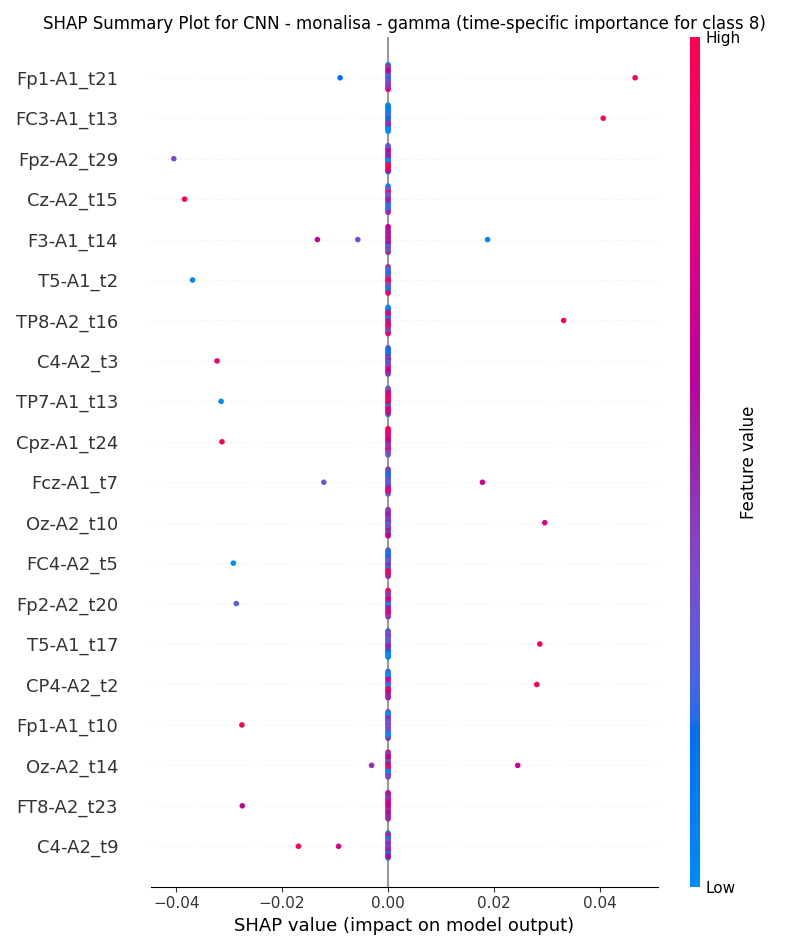 SHAP Summary Plot for CNN - monalisa - gamma (time-specific importance for class 8)
High
Fp1-A1_t21
FC3-A1_t13
Fpz-A2_t29
Cz-A2_t15
F3-A1_t14
T5-A1_t2
TP8-A2_t16
C4-A2_t3
TP7-A1_t13
Cpz-A1_t24
Fcz-A1_t7
Oz-A2_t10
FC4-A2_t5
Fp2-A2_t20
T5-A1_t17
CP4-A2_t2
Fp1-A1_t10
Oz-A2_t14
FT8-A2_t23
C4-A2_t9
Feature value
Low
−0.04 −0.02 0.00 0.02 0.04
SHAP value (impact on model output)